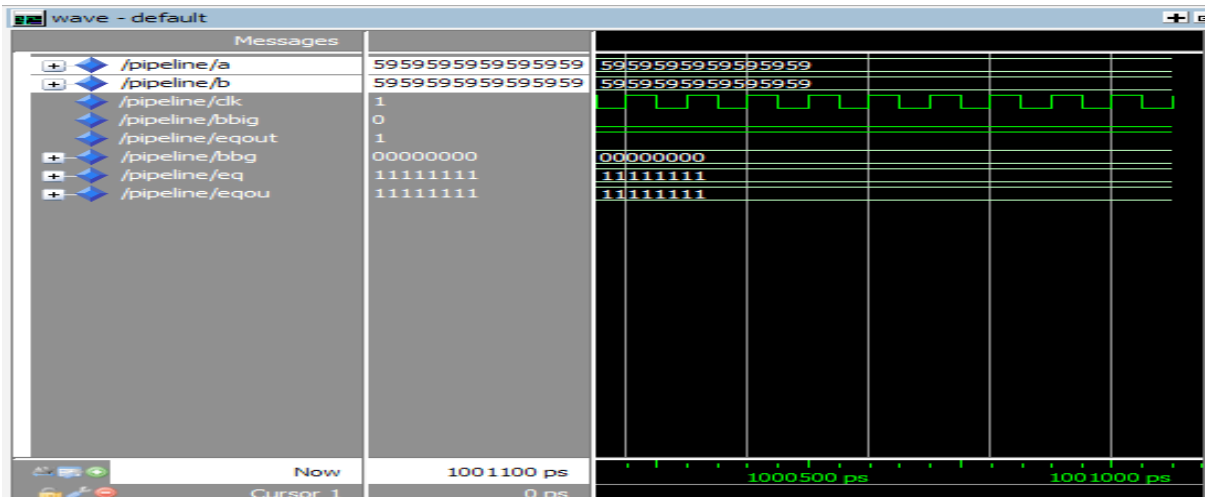 wave - default
Messages
/pipeline/a 5959595959595959 5959595959595959
/pipeline/b 5959595959595959 5959595959595959
/pipeline/clk 1
/pipeline/bbig 0
/pipeline/eqout 1
/pipeline/bbg 00000000 00000000
/pipeline/eq 11111111 11111111
/pipeline/eqou 11111111 11111111
Now 1001100 ps 1000500 ps 1001000 ps
Cursor 1 0 ps